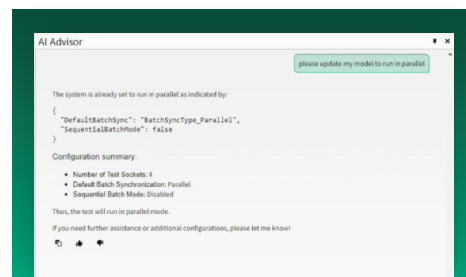 AI Advisor
please update my model to run in parallel
The system is already set to run in parallel as indicated by:
{
"DefaultBatchSync": "BatchSyncType_Parallel",
"SequentialBatchMode": false
}
Configuration summary:
• Number of Test Sockets: 4
• Default Batch Synchronization: Parallel
• Sequential Batch Mode: Disabled
Thus, the test will run in parallel mode.
If you need further assistance or additional configurations, please let me know!